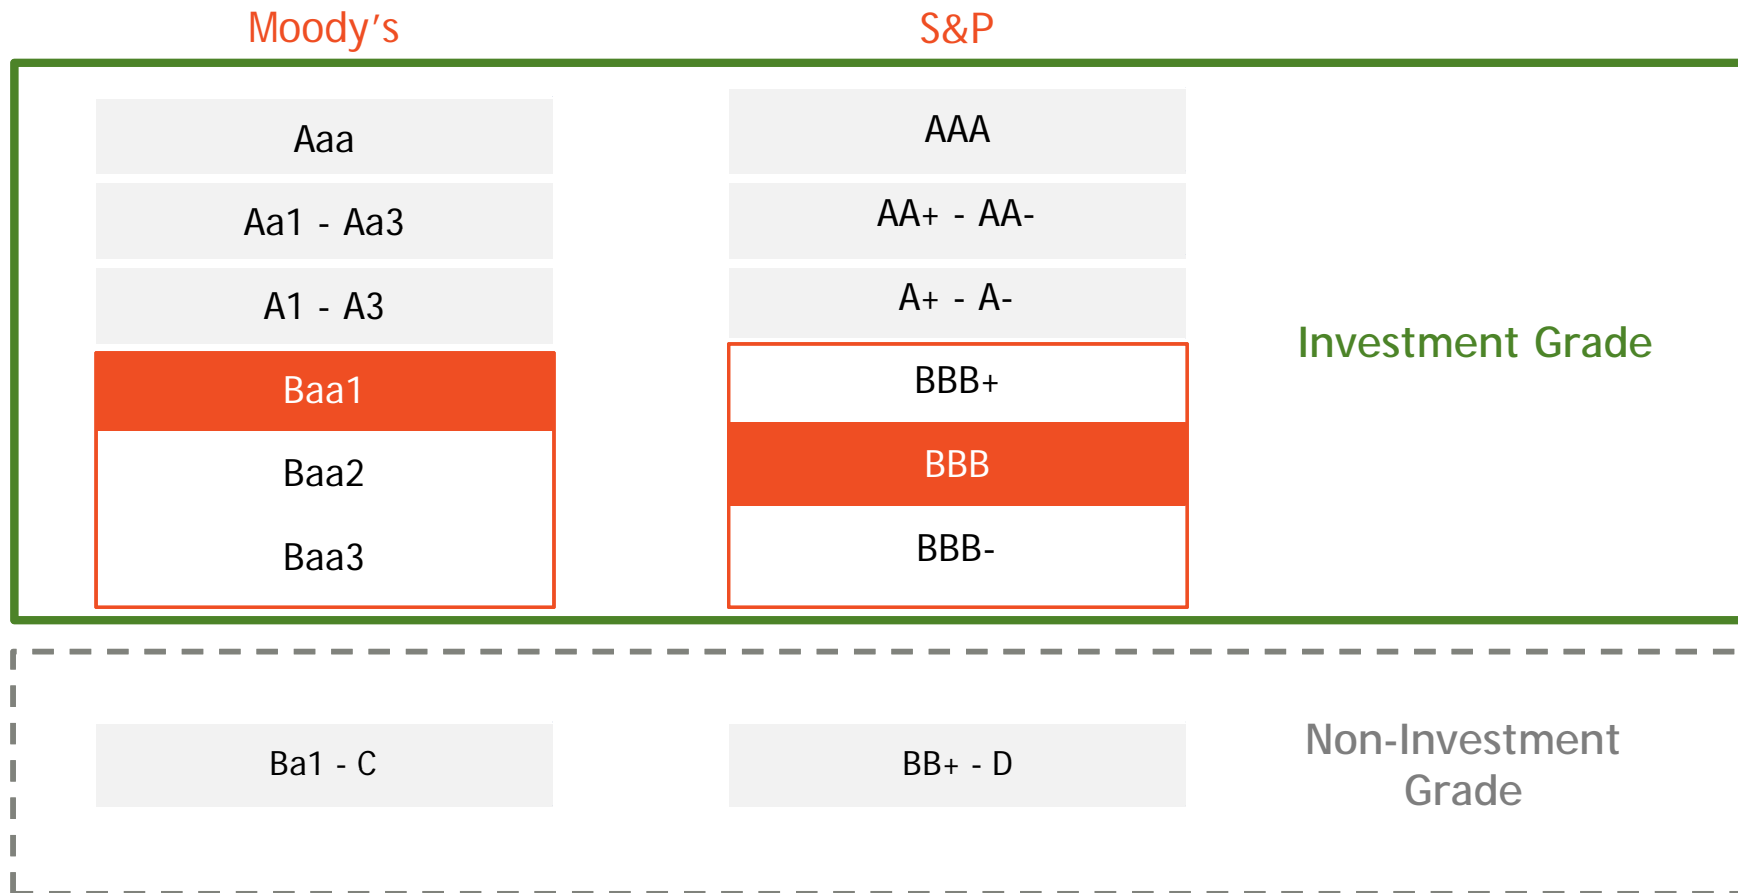 Moody's
S&P
Aaa
AAA
Aa1 - Aa3
AA+ - AA-
A1 - A3
A+ - A-
Investment Grade
Baa1
BBB+
Baa2
BBB
Baa3
BBB-
Ba1 - C
BB+ - D
Non-Investment
Grade